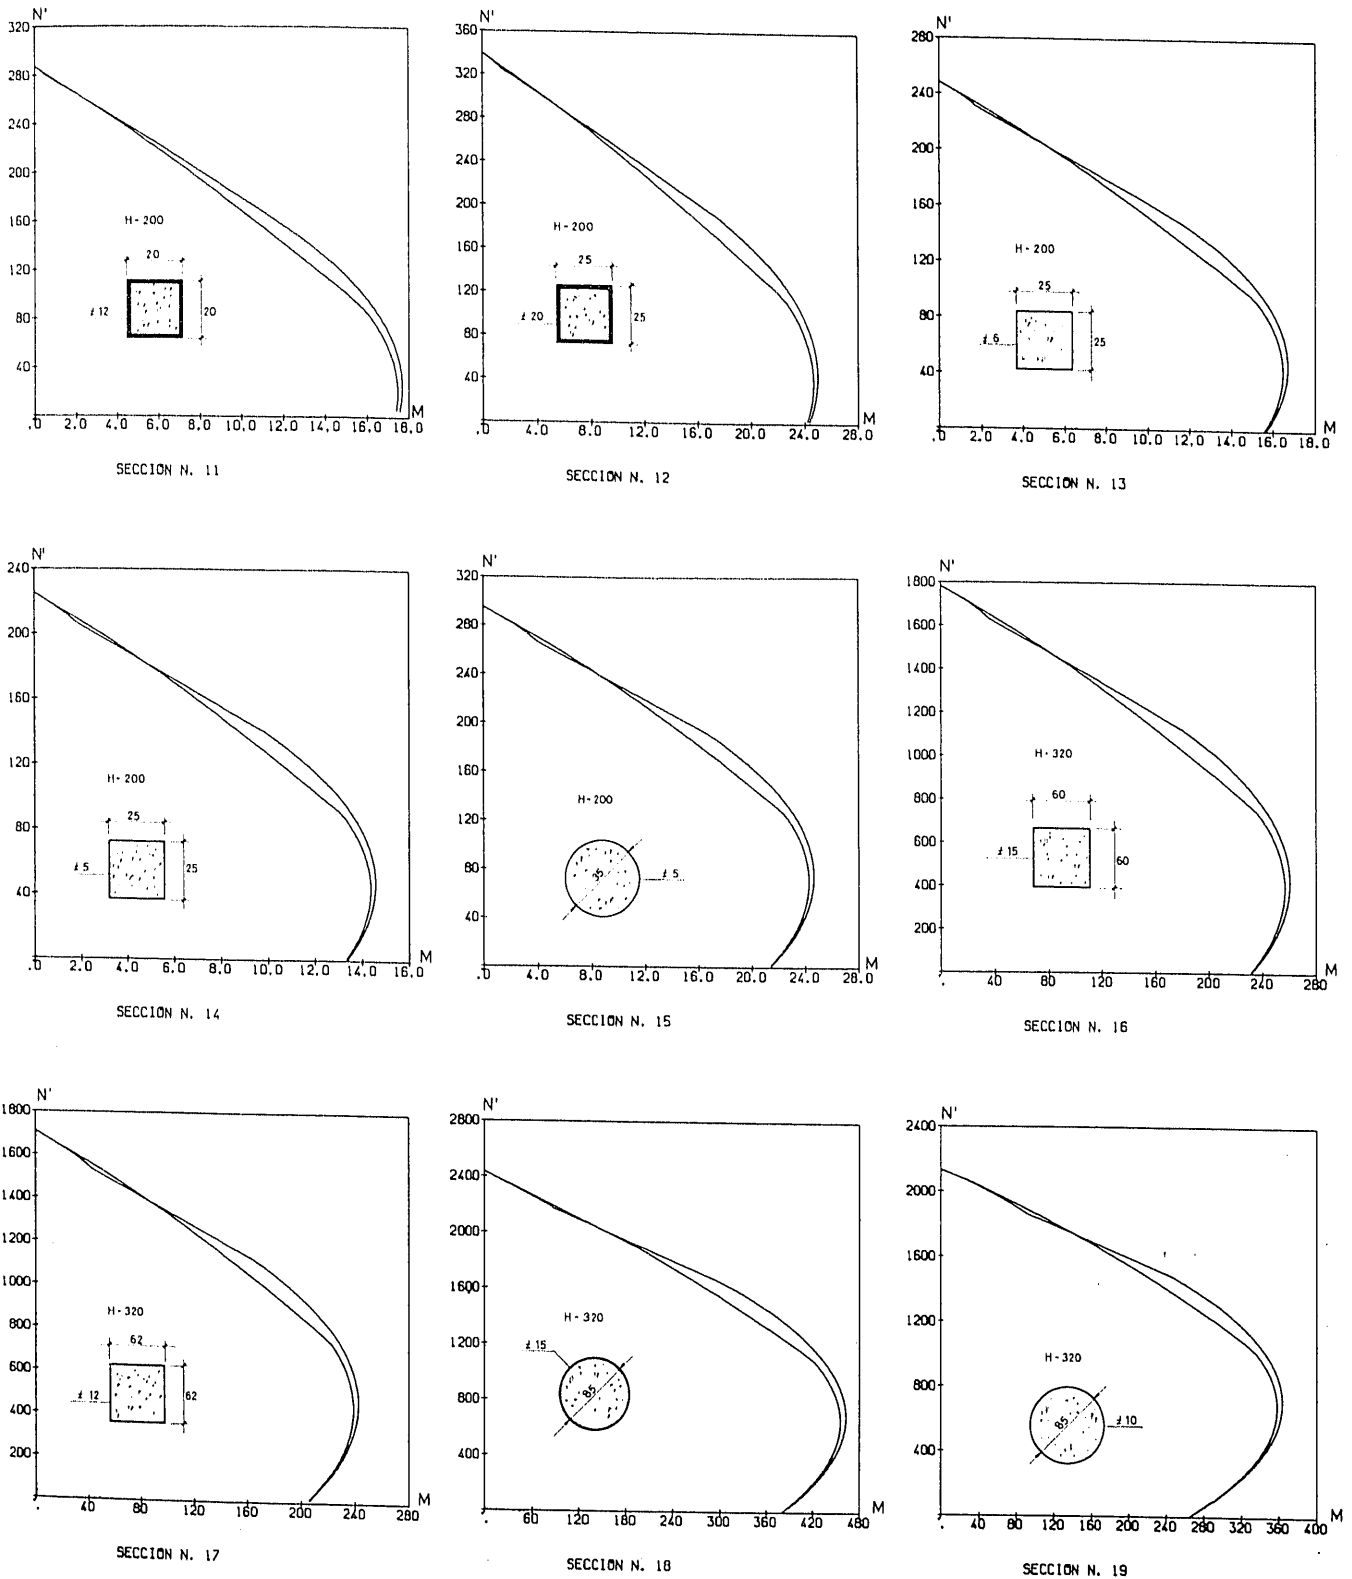 N'
320
280
240
200
160
120
80
40
H-200
20
≠12
20
M
.0 2.0 4.0 6.0 8.0 10.0 12.0 14.0 16.0 18.0
SECCION N. 11
N'
360
320
280
240
200
160
120
80
40
H-200
25
≠20
25
M
.0 4.0 8.0 12.0 16.0 20.0 24.0 28.0
SECCION N. 12
N'
280
240
200
160
120
80
40
H-200
25
≠6
25
M
.0 2.0 4.0 6.0 8.0 10.0 12.0 14.0 16.0 18.0
SECCION N. 13
N'
240
200
160
120
80
40
H-200
25
≠5
25
M
.0 2.0 4.0 6.0 8.0 10.0 12.0 14.0 16.0
SECCION N. 14
N'
320
280
240
200
160
120
80
40
H-200
35
≠5
M
.0 4.0 8.0 12.0 16.0 20.0 24.0 28.0
SECCION N. 15
N'
1800
1600
1400
1200
1000
800
600
400
200
H-320
60
≠15
60
M
. 40 80 120 160 200 240 280
SECCION N. 16
N'
1800
1600
1400
1200
1000
800
600
400
200
H-320
62
≠12
62
M
. 40 80 120 160 200 240 280
SECCION N. 17
N'
2800
2400
2000
1600
1200
800
400
H-320
≠15
85
M
. 60 120 180 240 300 360 420 480
SECCION N. 18
N'
2400
2000
1600
1200
800
400
H-320
85
≠10
M
. 40 80 120 160 200 240 280 320 360 400
SECCION N. 19